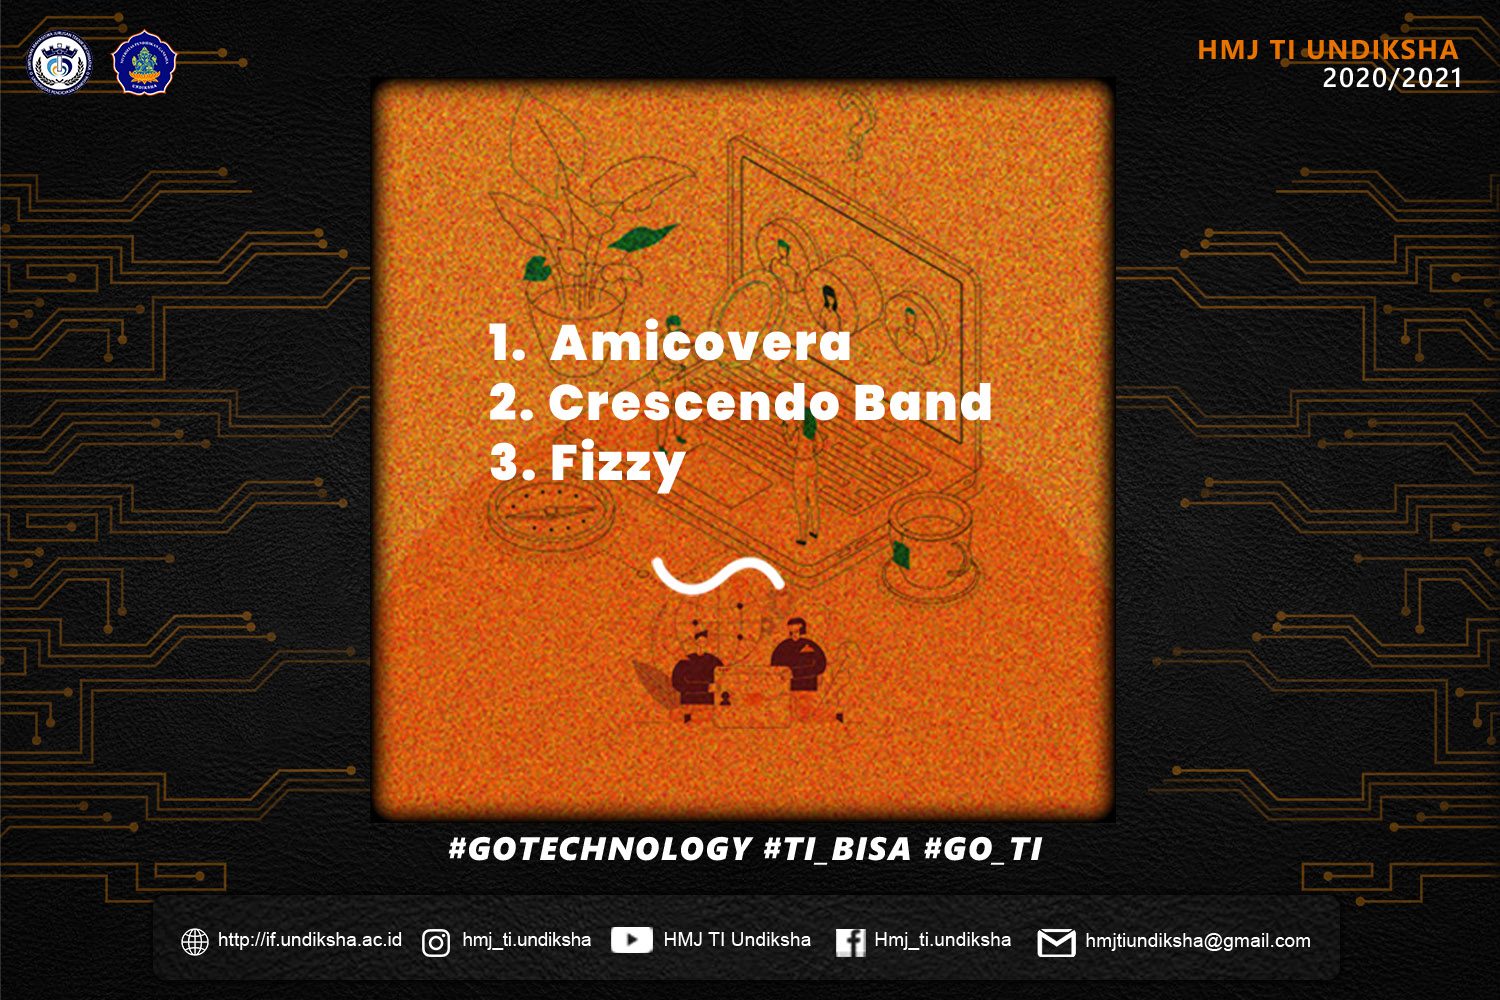 HMJ TI UNDIKSHA
2020/2021
1. Amicovera
2. Crescendo Band
3. Fizzy
#GOTECHNOLOGY #TI_BISA #GO_TI
http://if.undiksha.ac.id
hmj_ti.undiksha
HMJ TI Undiksha
Hmj_ti.undiksha
hmjtiundiksha@gmail.com